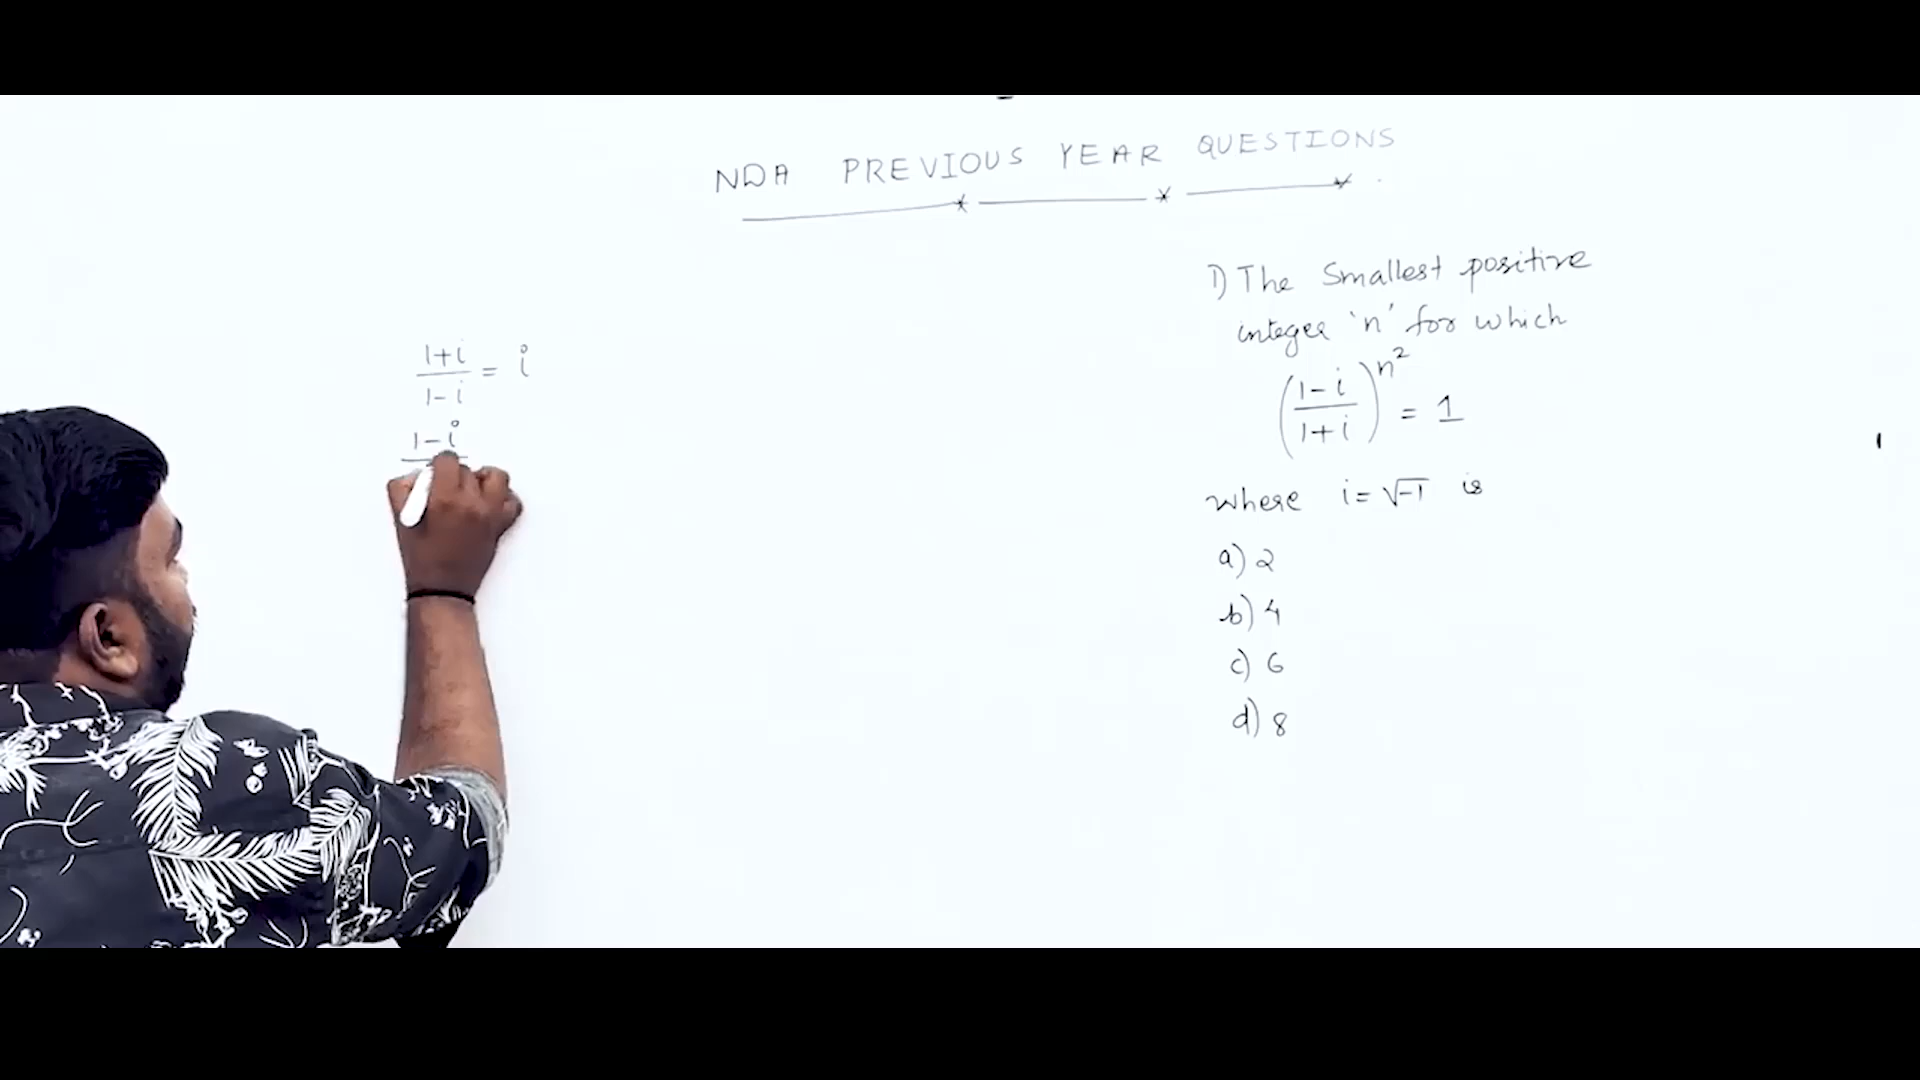 NDA PREVIOUS YEAR QUESTIONS
1) The Smallest positive
integer 'n' for which
((1-i)/(1+i))^n² = 1
where i = √-1 is
a) 2
b) 4
c) 6
d) 8
(1+i)/(1-i) = i
1-i